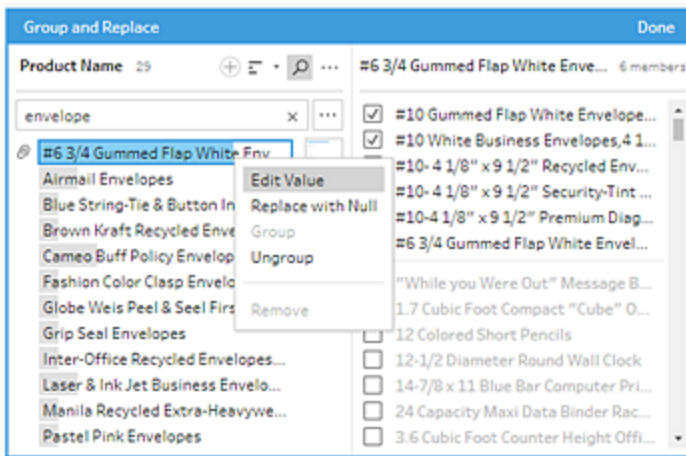 Group and Replace Done
Product Name 29
#6 3/4 Gummed Flap White Enve... 6 members
envelope
#6 3/4 Gummed Flap White Env
Airmail Envelopes
Blue String-Tie & Button In
Brown Kraft Recycled Enve
Cameo Buff Policy Envelop
Fashion Color Clasp Envelo
Globe Weis Peel & Seel Firs
Grip Seal Envelopes
Inter-Office Recycled Envelopes...
Laser & Ink Jet Business Envelo...
Manila Recycled Extra-Heavywe...
Pastel Pink Envelopes
Edit Value
Replace with Null
Group
Ungroup
Remove
#10 Gummed Flap White Envelope...
#10 White Business Envelopes,4 1...
#10- 4 1/8" x 9 1/2" Recycled Env...
#10- 4 1/8" x 9 1/2" Security-Tint ...
#10-4 1/8" x 9 1/2" Premium Diag...
#6 3/4 Gummed Flap White Envel...
"While you Were Out" Message B...
1.7 Cubic Foot Compact "Cube" O...
12 Colored Short Pencils
12-1/2 Diameter Round Wall Clock
14-7/8 x 11 Blue Bar Computer Pri...
24 Capacity Maxi Data Binder Rac...
3.6 Cubic Foot Counter Height Offi...